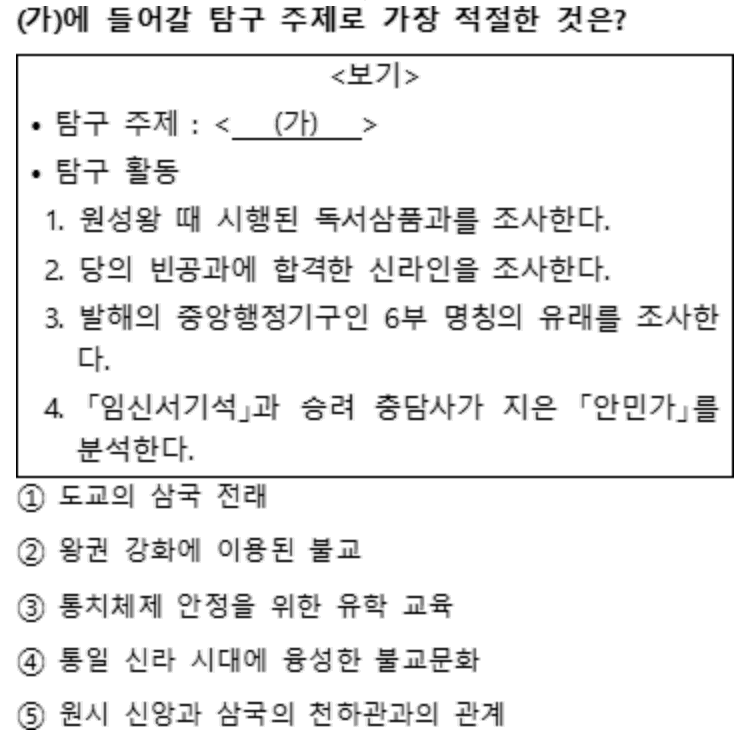 (가)에 들어갈 탐구 주제로 가장 적절한 것은?
<보기>
• 탐구 주제 : < (가) >
• 탐구 활동
1. 원성왕 때 시행된 독서삼품과를 조사한다.
2. 당의 빈공과에 합격한 신라인을 조사한다.
3. 발해의 중앙행정기구인 6부 명칭의 유래를 조사한
다.
4. 「임신서기석」과 승려 충담사가 지은 「안민가」를
분석한다.
① 도교의 삼국 전래
② 왕권 강화에 이용된 불교
③ 통치체제 안정을 위한 유학 교육
④ 통일 신라 시대에 융성한 불교문화
⑤ 원시 신앙과 삼국의 천하관과의 관계